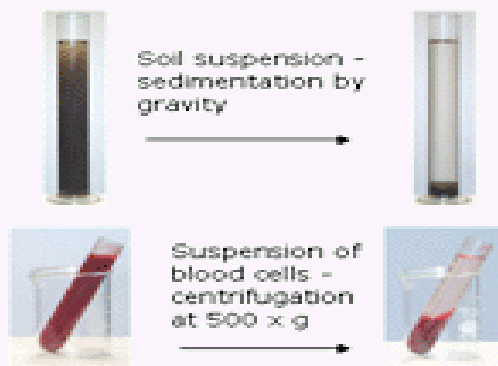 Soil suspension -
sedimentation by
gravity
Suspension of
blood cells -
centrifugation
at 500 x g